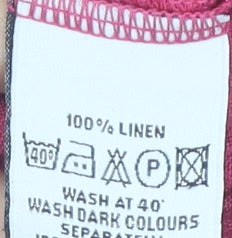 100% LINEN
40° P
WASH AT 40°
WASH DARK COLOURS
SEPARATELY